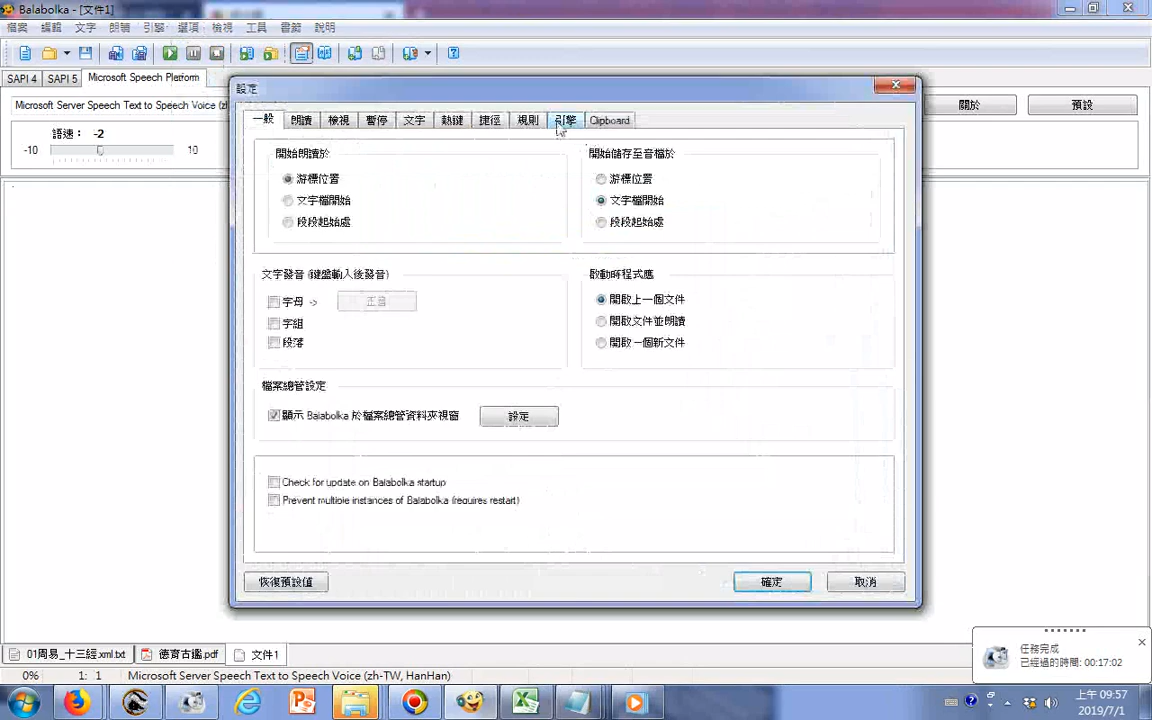 Balabolka - [文件1]
檔案 編輯 文字 朗讀 引擎 選項 檢視 工具 書籤 說明
SAPI 4 SAPI 5 Microsoft Speech Platform
Microsoft Server Speech Text to Speech Voice (zh
關於 預設
語速： -2
-10 10
設定
一般 朗讀 檢視 暫停 文字 熱鍵 捷徑 規則 引擎 Clipboard
開始朗讀於
游標位置
文字檔開始
段段起始處
開始儲存至音檔於
游標位置
文字檔開始
段段起始處
文字發音 (鍵盤輸入后發音)
字母 -> 正音
字組
段落
啟動時程式應
開啟上一個文件
開啟文件並朗讀
開啟一個新文件
檔案總管設定
顯示 Balabolka 於檔案總管資料夾視窗 設定
Check for update on Balabolka startup
Prevent multiple instances of Balabolka (requires restart)
恢復預設值 確定 取消
任務完成
已經過的時間: 00:17:02
01周易_十三經.xml.txt 德育古鑑.pdf 文件1
0% 1: 1 Microsoft Server Speech Text to Speech Voice (zh-TW, HanHan)
上午 09:57
2019/7/1